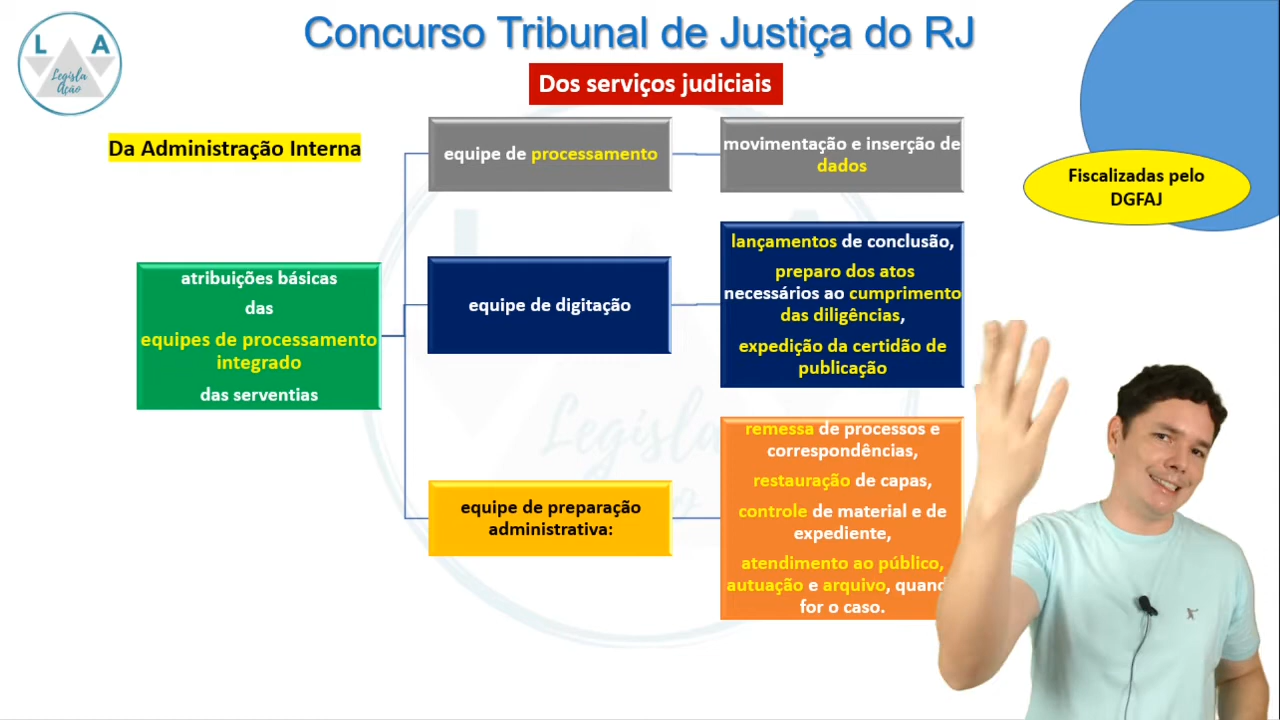 L A
Legisla
Ação
Concurso Tribunal de Justiça do RJ
Dos serviços judiciais
Da Administração Interna
equipe de processamento
movimentação e inserção de
dados
Fiscalizadas pelo
DGFAJ
atribuições básicas
das
equipes de processamento
integrado
das serventias
equipe de digitação
lançamentos de conclusão,
preparo dos atos
necessários ao cumprimento
das diligências,
expedição da certidão de
publicação
equipe de preparação
administrativa:
remessa de processos e
correspondências,
restauração de capas,
controle de material e de
expediente,
atendimento ao público,
autuação e arquivo, quand
for o caso.